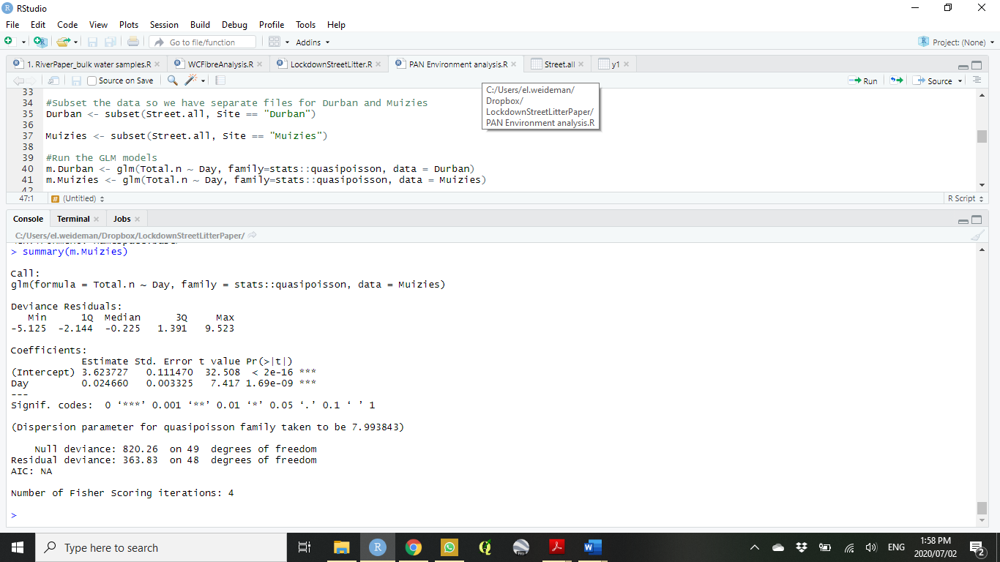 RStudio
File Edit Code View Plots Session Build Debug Profile Tools Help
Go to file/function Addins Project: (None)
1. RiverPaper_bulk water samples.R WCFibreAnalysis.R LockdownStreetLitter.R PAN Environment analysis.R Street.all y1
Source on Save Run Source
C:/Users/el.weideman/
Dropbox/
LockdownStreetLitterPaper/
PAN Environment analysis.R
33
34 #Subset the data so we have separate files for Durban and Muizies
35 Durban <- subset(Street.all, Site == "Durban")
36
37 Muizies <- subset(Street.all, Site == "Muizies")
38
39 #Run the GLM models
40 m.Durban <- glm(Total.n ~ Day, family=stats::quasipoisson, data = Durban)
41 m.Muizies <- glm(Total.n ~ Day, family=stats::quasipoisson, data = Muizies)
42
47:1 # (Untitled) R Script
Console Terminal Jobs
C:/Users/el.weideman/Dropbox/LockdownStreetLitterPaper/
> summary(m.Muizies)
Call:
glm(formula = Total.n ~ Day, family = stats::quasipoisson, data = Muizies)
Deviance Residuals:
Min 1Q Median 3Q Max
-5.125 -2.144 -0.225 1.391 9.523
Coefficients:
Estimate Std. Error t value Pr(>|t|)
(Intercept) 3.623727 0.111470 32.508 < 2e-16 ***
Day 0.024660 0.003325 7.417 1.69e-09 ***
---
Signif. codes: 0 ‘***’ 0.001 ‘**’ 0.01 ‘*’ 0.05 ‘.’ 0.1 ‘ ’ 1
(Dispersion parameter for quasipoisson family taken to be 7.993843)
Null deviance: 820.26 on 49 degrees of freedom
Residual deviance: 363.83 on 48 degrees of freedom
AIC: NA
Number of Fisher Scoring iterations: 4
>
Type here to search
ENG
1:58 PM
2020/07/02
2